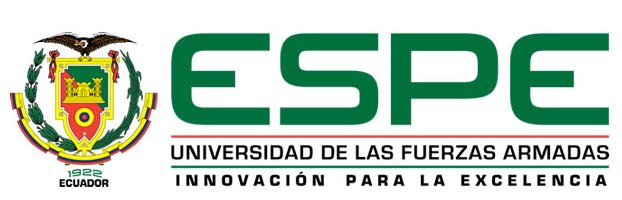 ESPE
UNIVERSIDAD DE LAS FUERZAS ARMADAS
INNOVACIÓN PARA LA EXCELENCIA
1922
ECUADOR